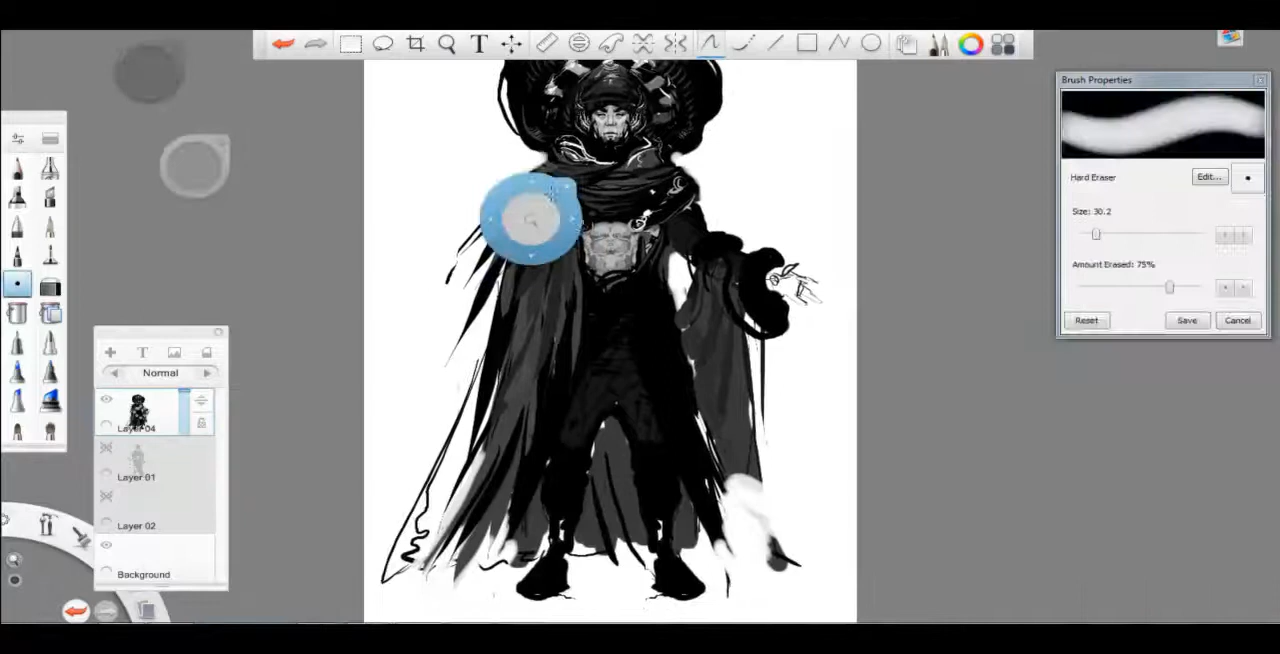 T
Brush Properties
Hard Eraser
Edit...
Size: 30.2
Amount Erased: 75%
Reset
Save
Cancel
T
Normal
Layer 04
Layer 01
Layer 02
Background